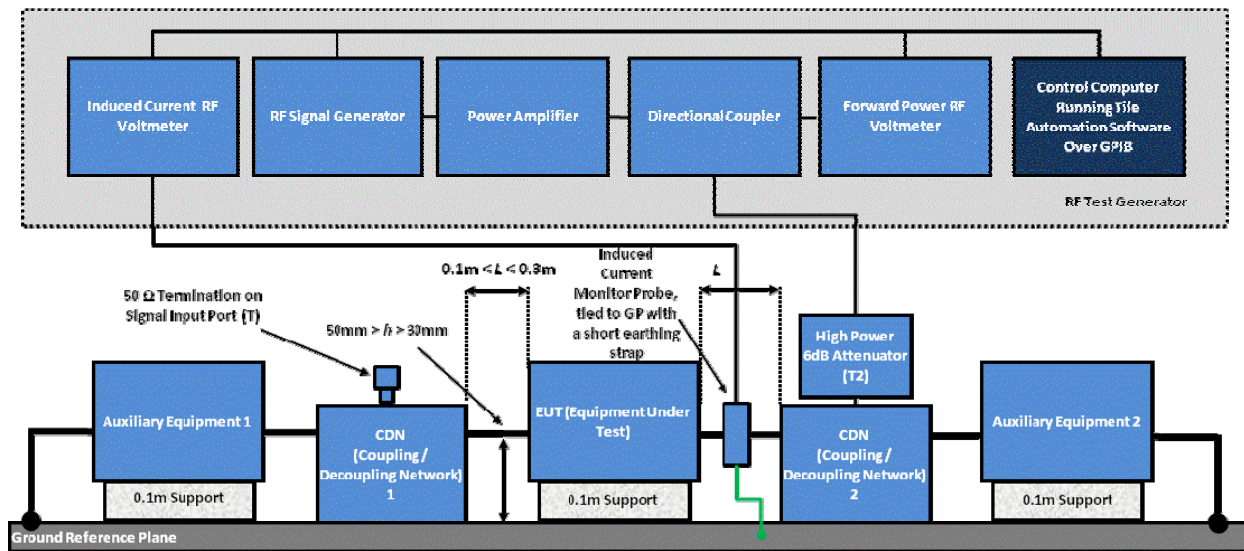 Induced Current RF
Voltmeter
RF Signal Generator
Power Amplifier
Directional Coupler
Forward Power RF
Voltmeter
Control Computer
Running Tile
Automation Software
Over GPIB
RF Test Generator
0.1m < L < 0.3m
Induced
Current
Monitor Probe,
tied to GP with
a short earthing
strap
L
50 Ω Termination on
Signal Input Port (T)
50mm > h > 30mm
High Power
6dB Attenuator
(T2)
Auxiliary Equipment 1
CDN
(Coupling /
Decoupling Network)
1
EUT (Equipment Under
Test)
CDN
(Coupling /
Decoupling Network)
2
Auxiliary Equipment 2
0.1m Support
0.1m Support
0.1m Support
Ground Reference Plane